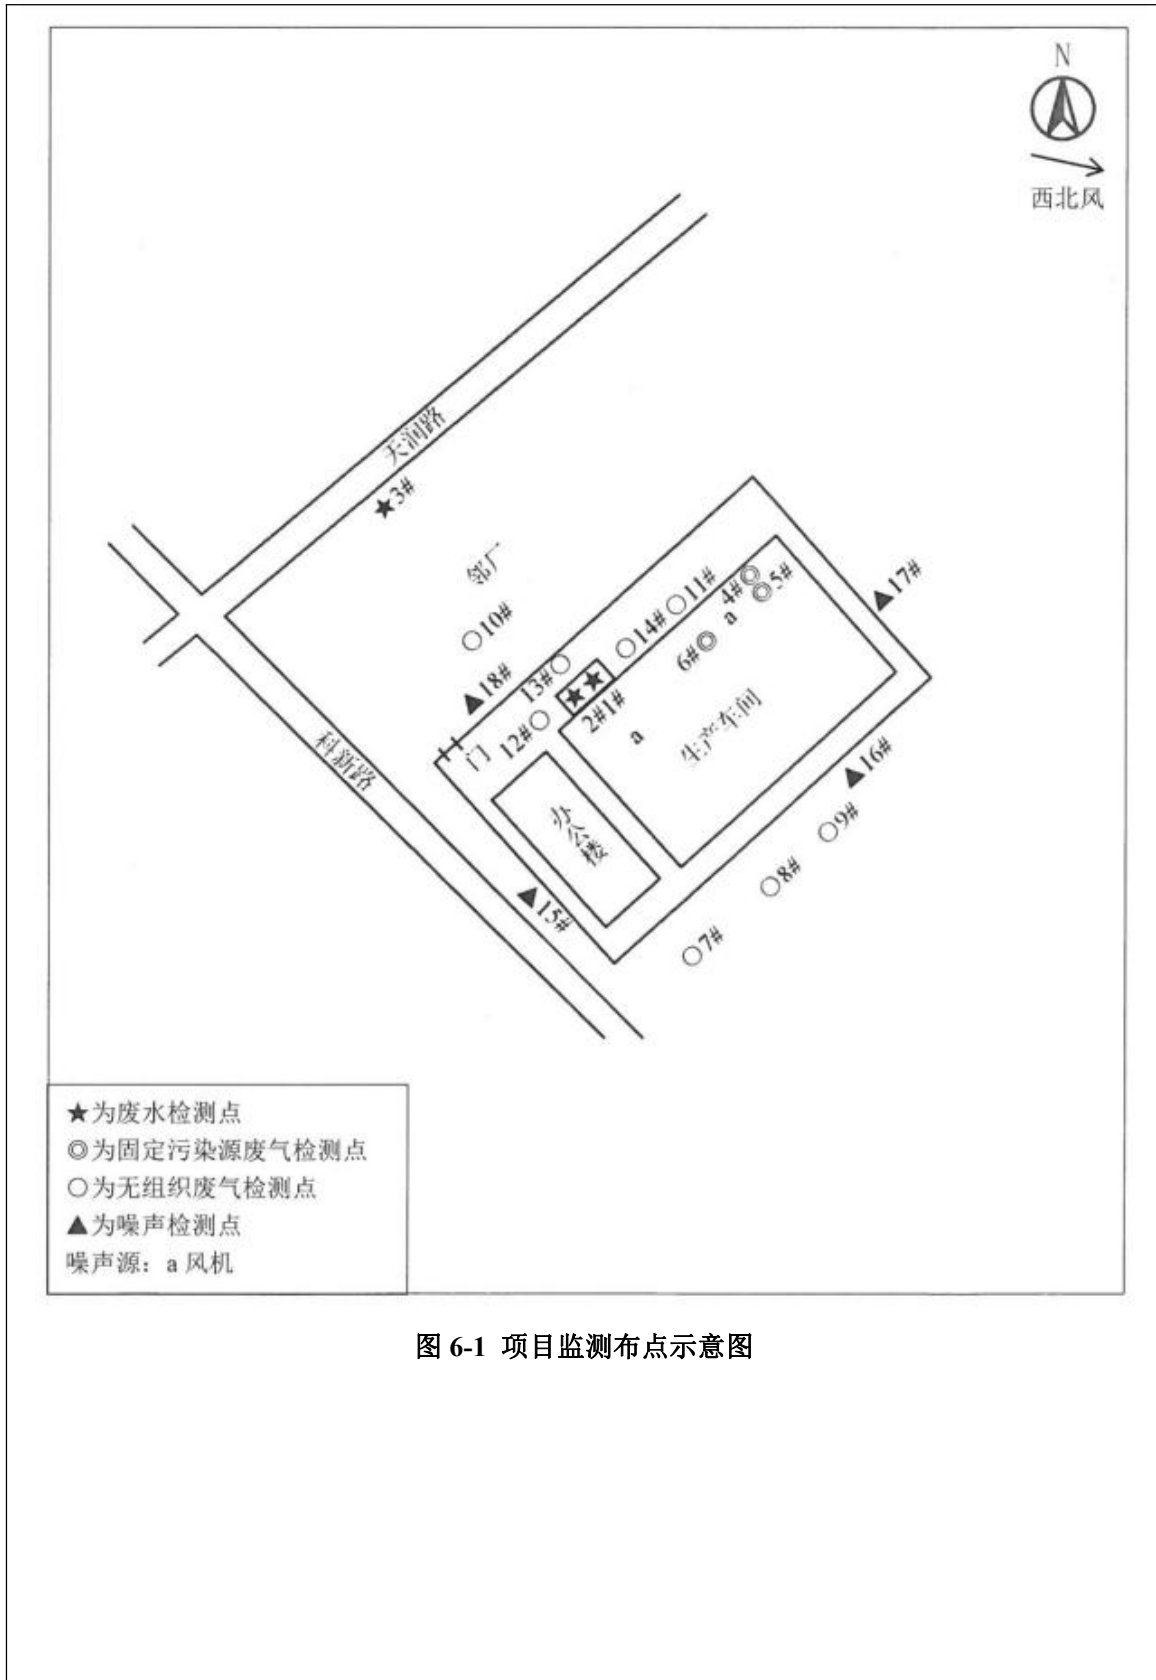 N
西北风
天润路
★3#
邻厂
○10#
▲18#
13#○
○14#
○11#
4#◎
◎5#
a
6#◎
▲17#
★★
2#1#
12#○
门
a
生产车间
科新路
办公楼
▲16#
○9#
○8#
○7#
▲15#
★为废水检测点
◎为固定污染源废气检测点
○为无组织废气检测点
▲为噪声检测点
噪声源：a 风机
图 6-1 项目监测布点示意图